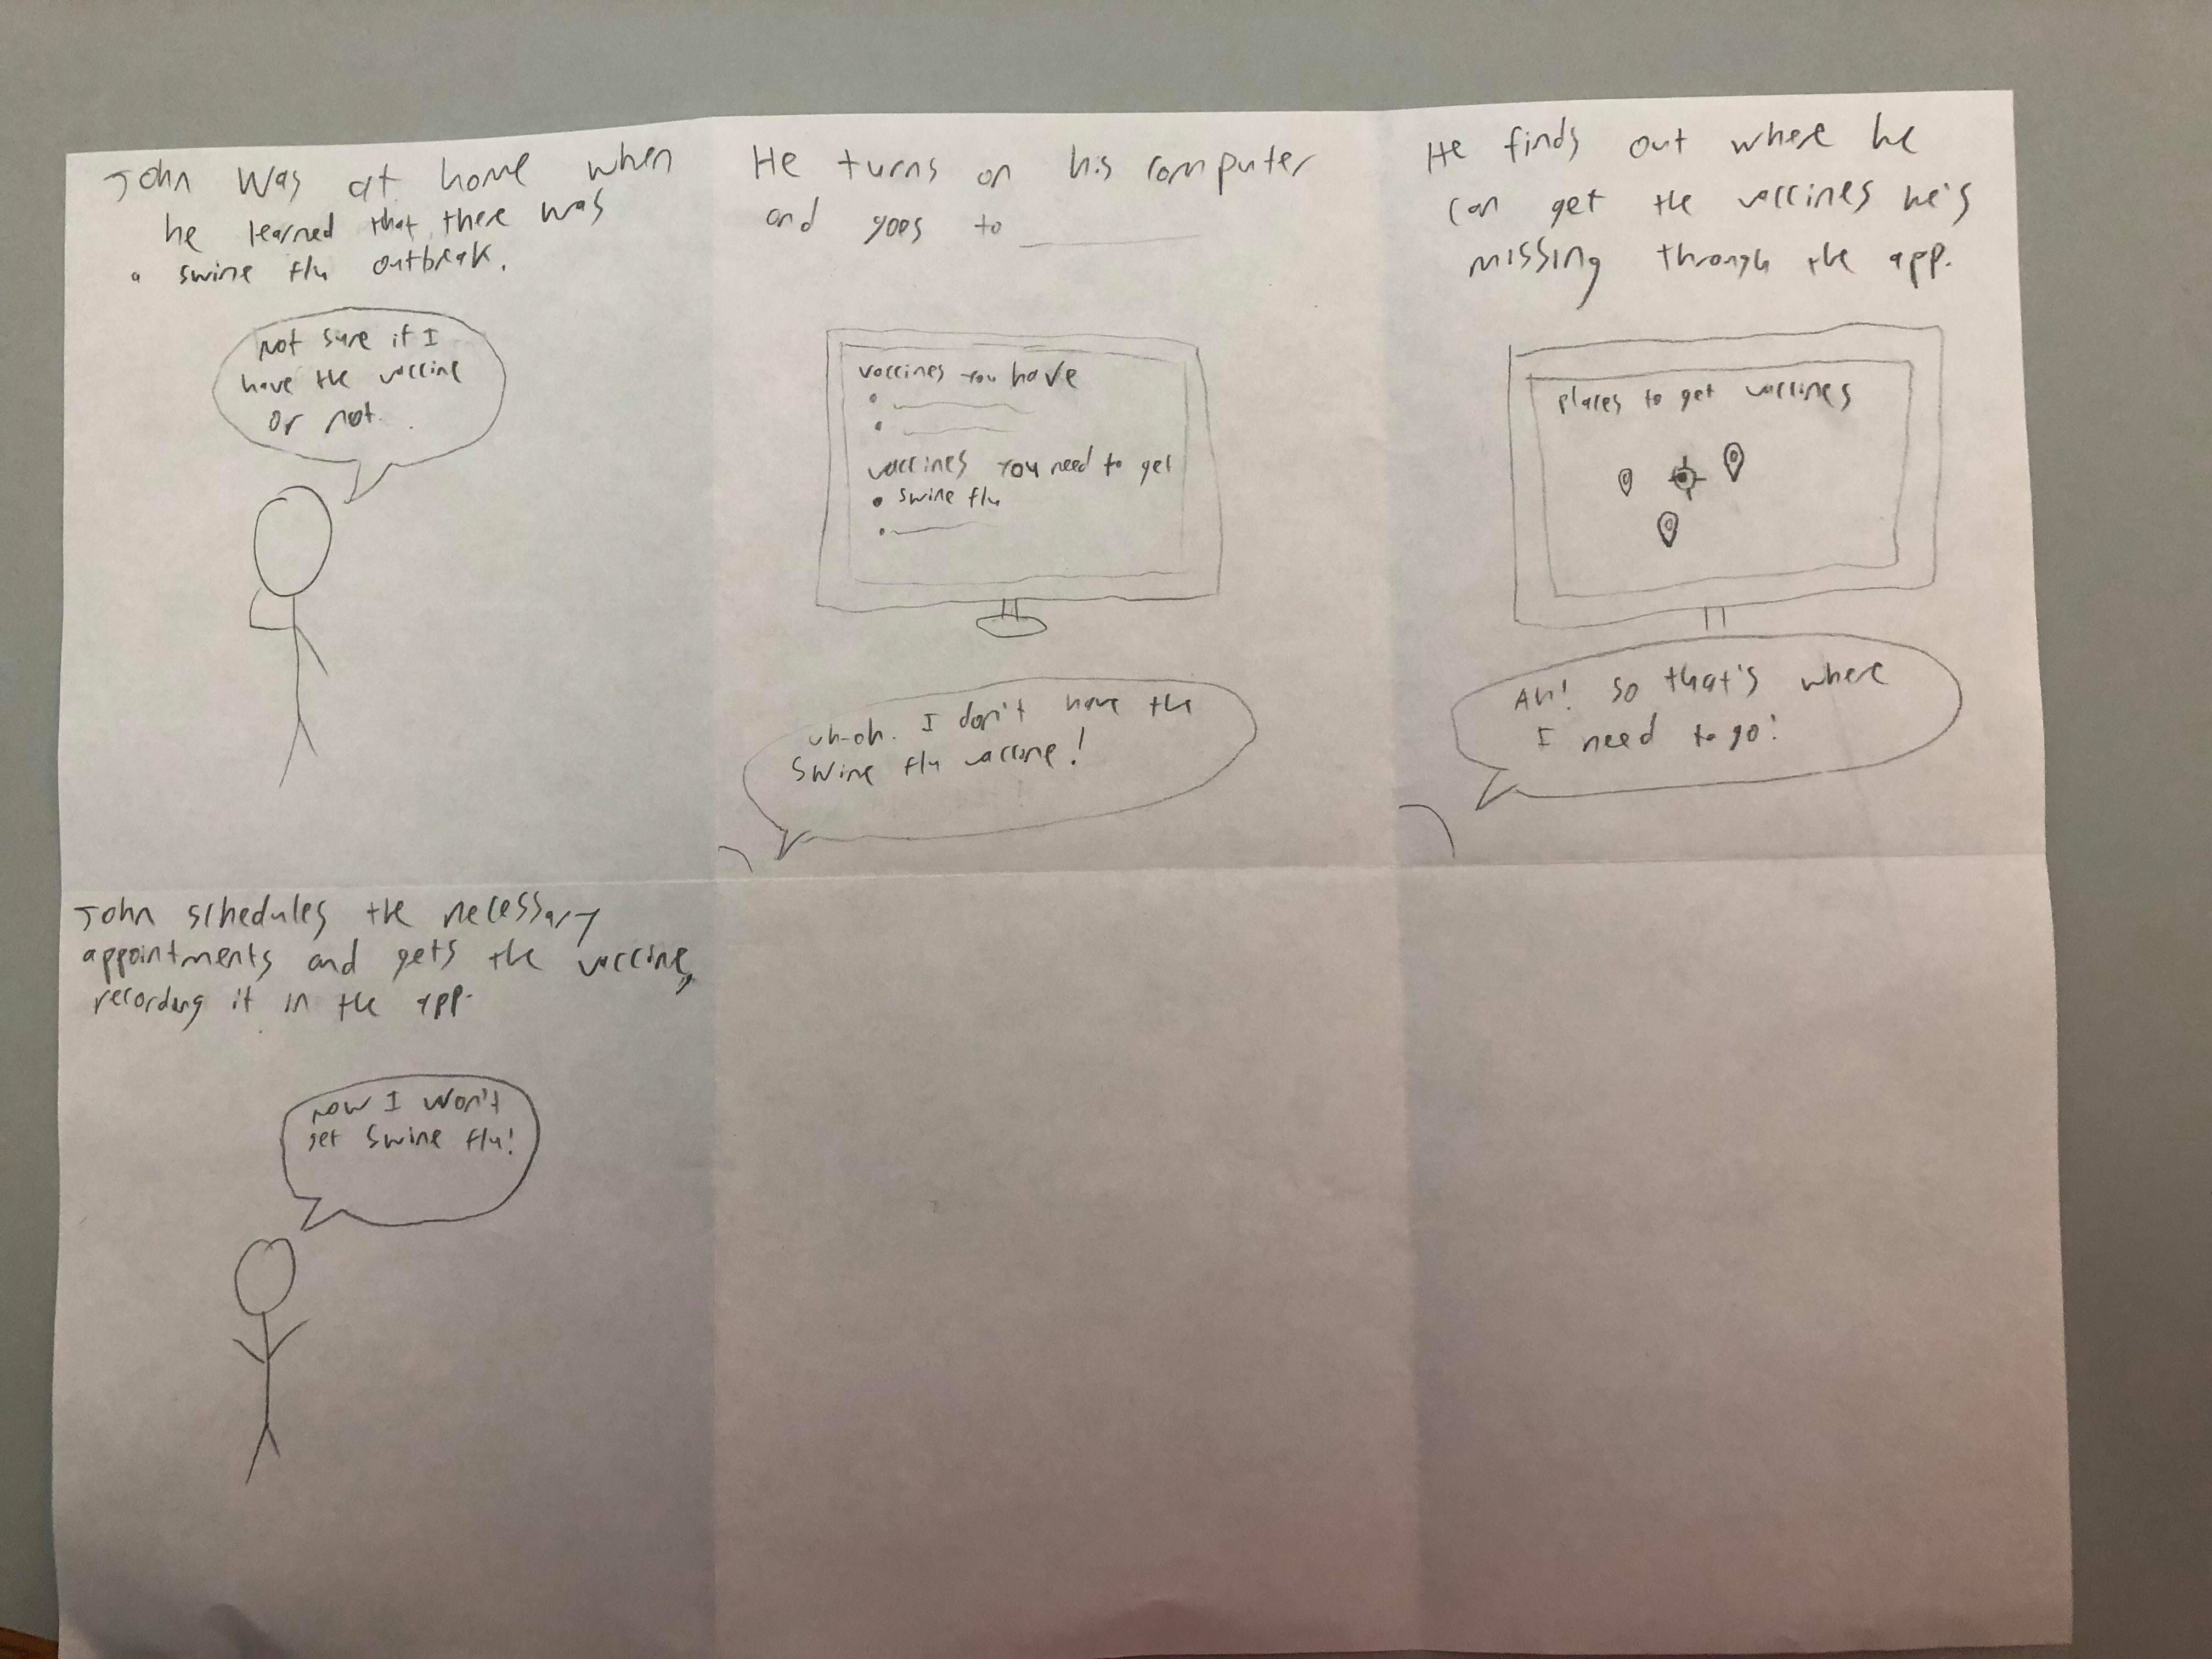 John was at home when
he learned that there was
a swine flu outbreak.
Not sure if I
have the vaccine
or not.
He turns on his computer
and goes to ________
vaccines you have
vaccines you need to get
• swine flu
uh-oh. I don't have the
swine flu vaccine!
He finds out where he
can get the vaccines he's
missing through the app.
places to get vaccines
Ah! so that's where
I need to go!
John schedules the necessary
appointments and gets the vaccine,
recording it in the app.
now I won't
get swine flu!